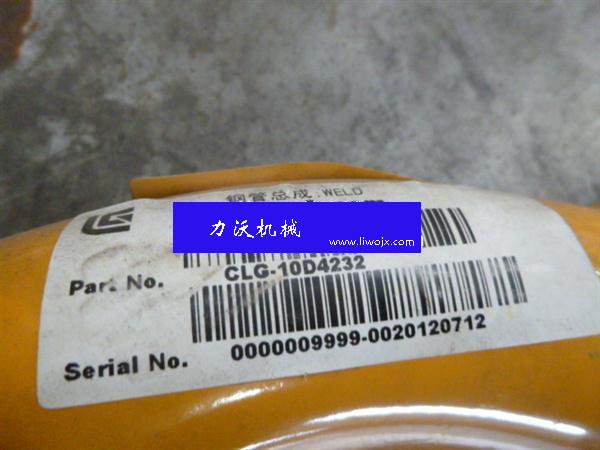 钢管总成:WELD
力沃机械
www.liwojx.com
Part No.
CLG-10D4232
Serial No.
0000009999-0020120712